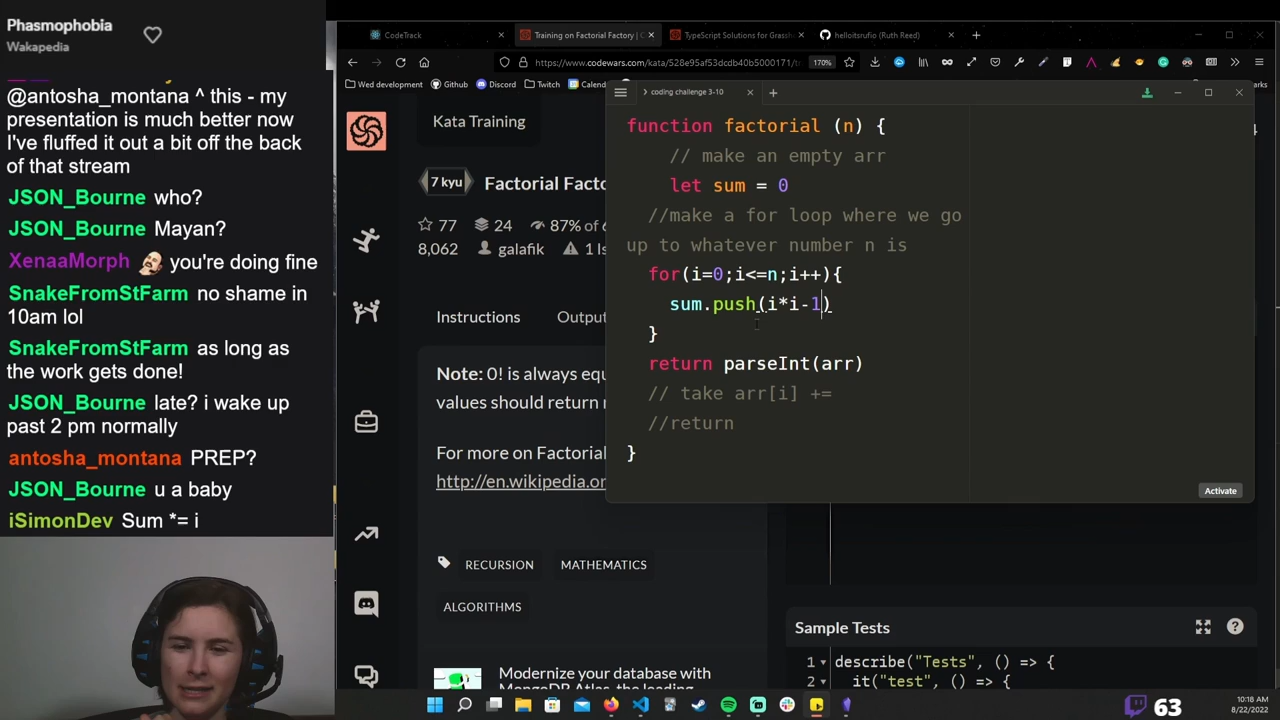 Phasmophobia
Wakapedia
@antosha_montana ^ this - my
presentation is much better now
I've fluffed it out a bit off the back
of that stream
JSON_Bourne who?
JSON_Bourne Mayan?
XenaaMorph you're doing fine
SnakeFromStFarm no shame in
10am lol
SnakeFromStFarm as long as
the work gets done!
JSON_Bourne late? i wake up
past 2 pm normally
antosha_montana PREP?
JSON_Bourne u a baby
iSimonDev Sum *= i
CodeTrack
Training on Factorial Factory | C
TypeScript Solutions for Grassh
helloitsrufio (Ruth Reed)
https://www.codewars.com/kata/528e95af53dcdb40b5000171/tr
170%
Wed development
Github
Discord
Twitch
Calend
Kata Training
7 kyu
Factorial Facto
77
24
87% of 6
8,062
galafik
1 Is
Instructions
Output
Note: 0! is always equ
values should return n
For more on Factorial
http://en.wikipedia.or
RECURSION
MATHEMATICS
ALGORITHMS
Modernize your database with
MongoDB Atlas, the leading
coding challenge 3-10
function factorial (n) {
// make an empty arr
let sum = 0
//make a for loop where we go
up to whatever number n is
for(i=0;i<=n;i++){
sum.push(i*i-1)
}
return parseInt(arr)
// take arr[i] +=
//return
}
Activate
Sample Tests
1 describe("Tests", () => {
2 it("test", () => {
63
10:18 AM
8/22/2022